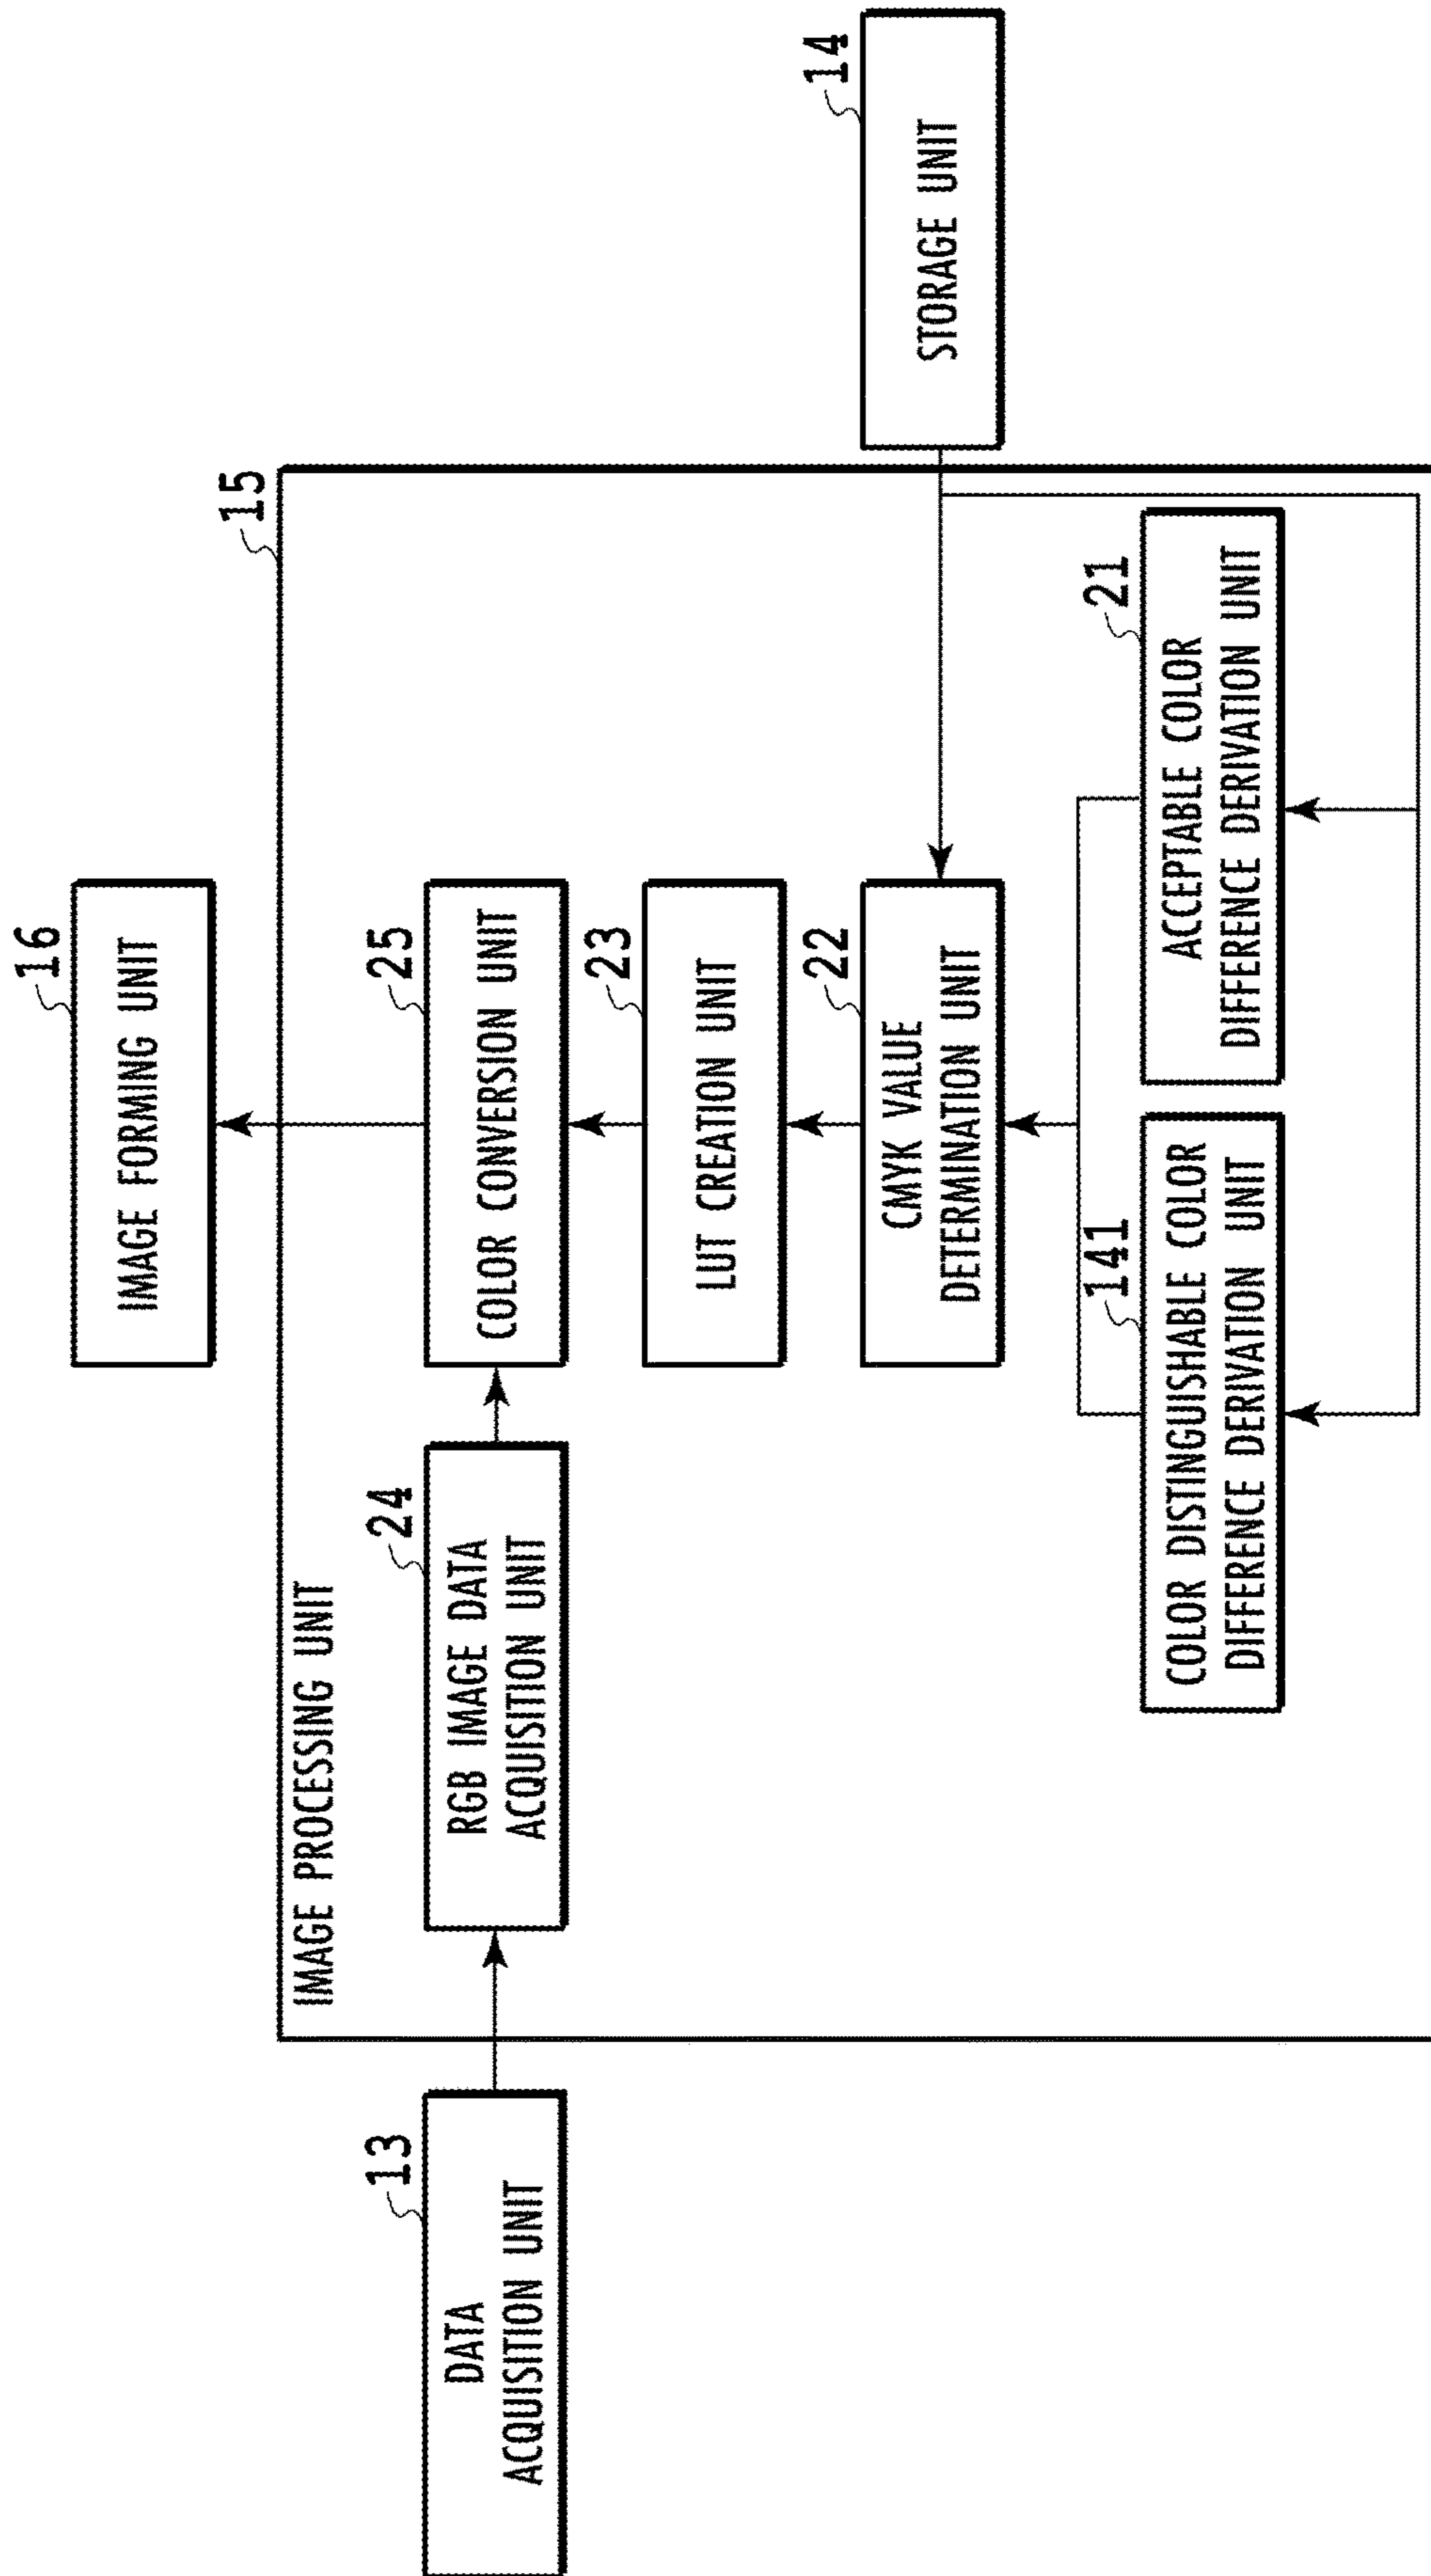 13
DATA
ACQUISITION UNIT
IMAGE PROCESSING UNIT
15
24
RGB IMAGE DATA
ACQUISITION UNIT
16
IMAGE FORMING UNIT
25
COLOR CONVERSION UNIT
23
LUT CREATION UNIT
22
CMYK VALUE
DETERMINATION UNIT
14
STORAGE UNIT
141
COLOR DISTINGUISHABLE COLOR
DIFFERENCE DERIVATION UNIT
21
ACCEPTABLE COLOR
DIFFERENCE DERIVATION UNIT